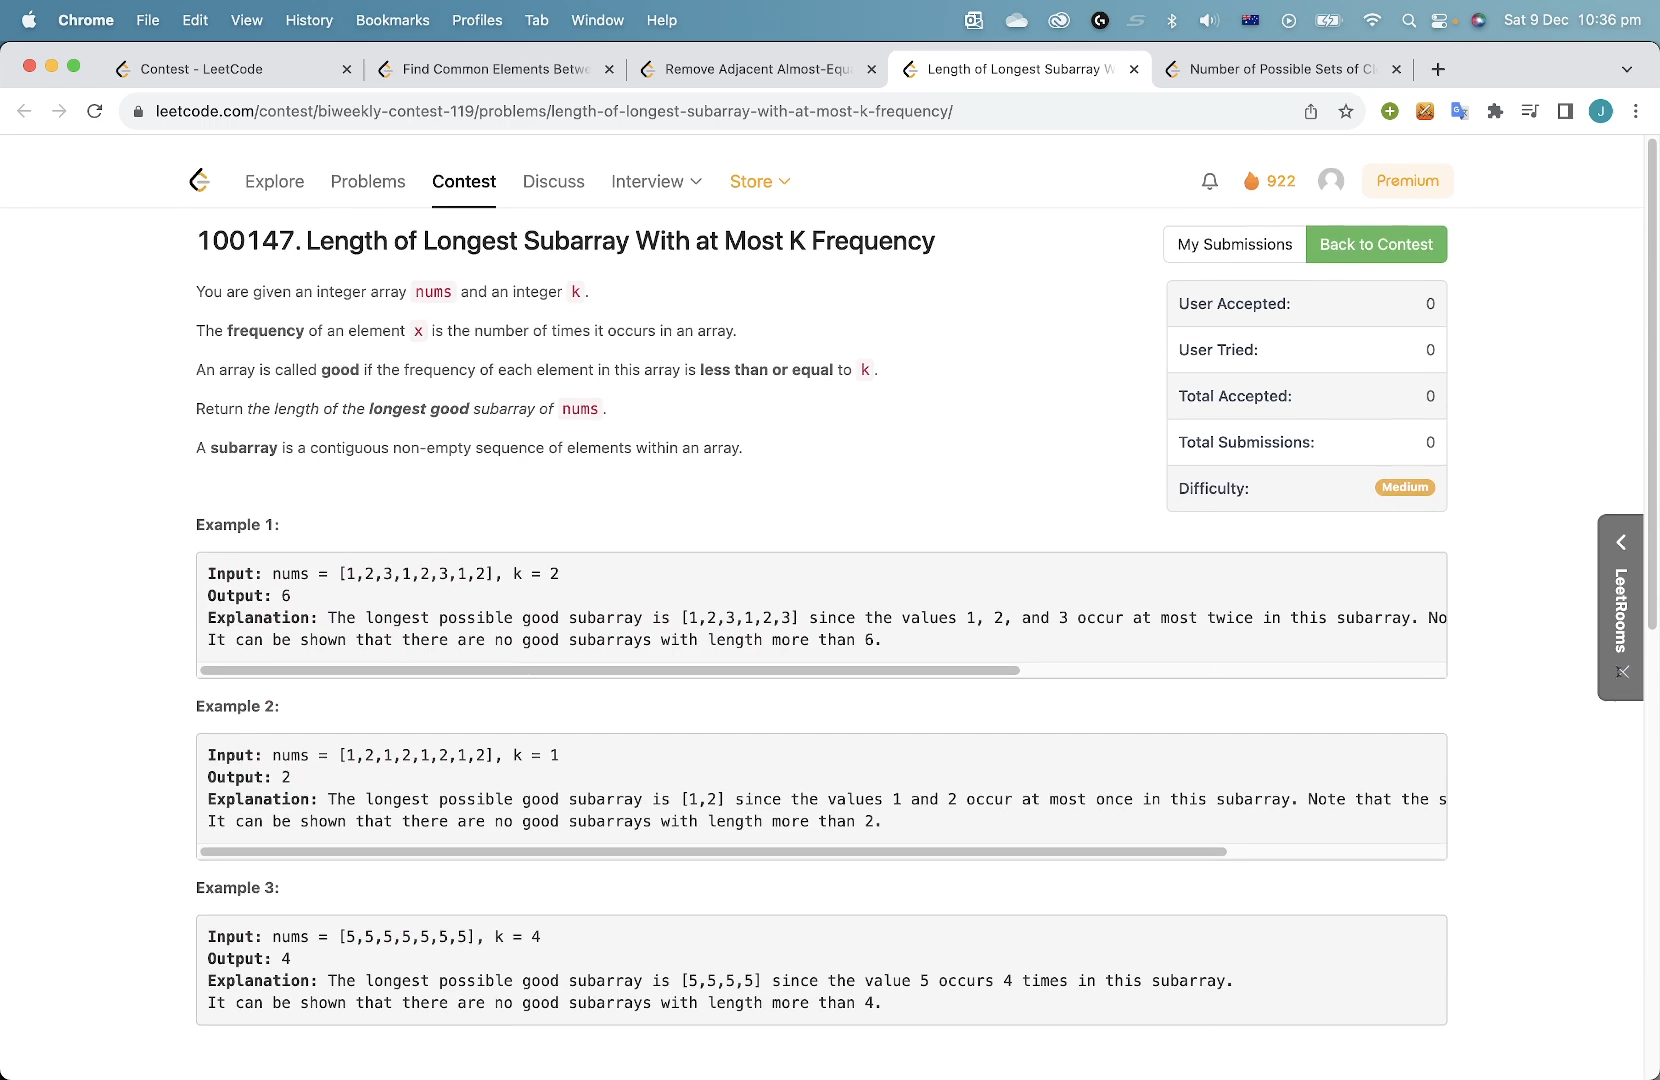 Chrome File Edit View History Bookmarks Profiles Tab Window Help Sat 9 Dec 10:36 pm
Contest - LeetCode Find Common Elements Betwe Remove Adjacent Almost-Equ Length of Longest Subarray W Number of Possible Sets of Cl
leetcode.com/contest/biweekly-contest-119/problems/length-of-longest-subarray-with-at-most-k-frequency/ J
Explore Problems Contest Discuss Interview Store 922 Premium
100147. Length of Longest Subarray With at Most K Frequency
My Submissions Back to Contest
You are given an integer array nums and an integer k.
The frequency of an element x is the number of times it occurs in an array.
An array is called good if the frequency of each element in this array is less than or equal to k.
Return the length of the longest good subarray of nums.
A subarray is a contiguous non-empty sequence of elements within an array.
User Accepted: 0
User Tried: 0
Total Accepted: 0
Total Submissions: 0
Difficulty: Medium
Example 1:
Input: nums = [1,2,3,1,2,3,1,2], k = 2
Output: 6
Explanation: The longest possible good subarray is [1,2,3,1,2,3] since the values 1, 2, and 3 occur at most twice in this subarray. No
It can be shown that there are no good subarrays with length more than 6.
Example 2:
Input: nums = [1,2,1,2,1,2,1,2], k = 1
Output: 2
Explanation: The longest possible good subarray is [1,2] since the values 1 and 2 occur at most once in this subarray. Note that the s
It can be shown that there are no good subarrays with length more than 2.
Example 3:
Input: nums = [5,5,5,5,5,5,5], k = 4
Output: 4
Explanation: The longest possible good subarray is [5,5,5,5] since the value 5 occurs 4 times in this subarray.
It can be shown that there are no good subarrays with length more than 4.
LeetRooms